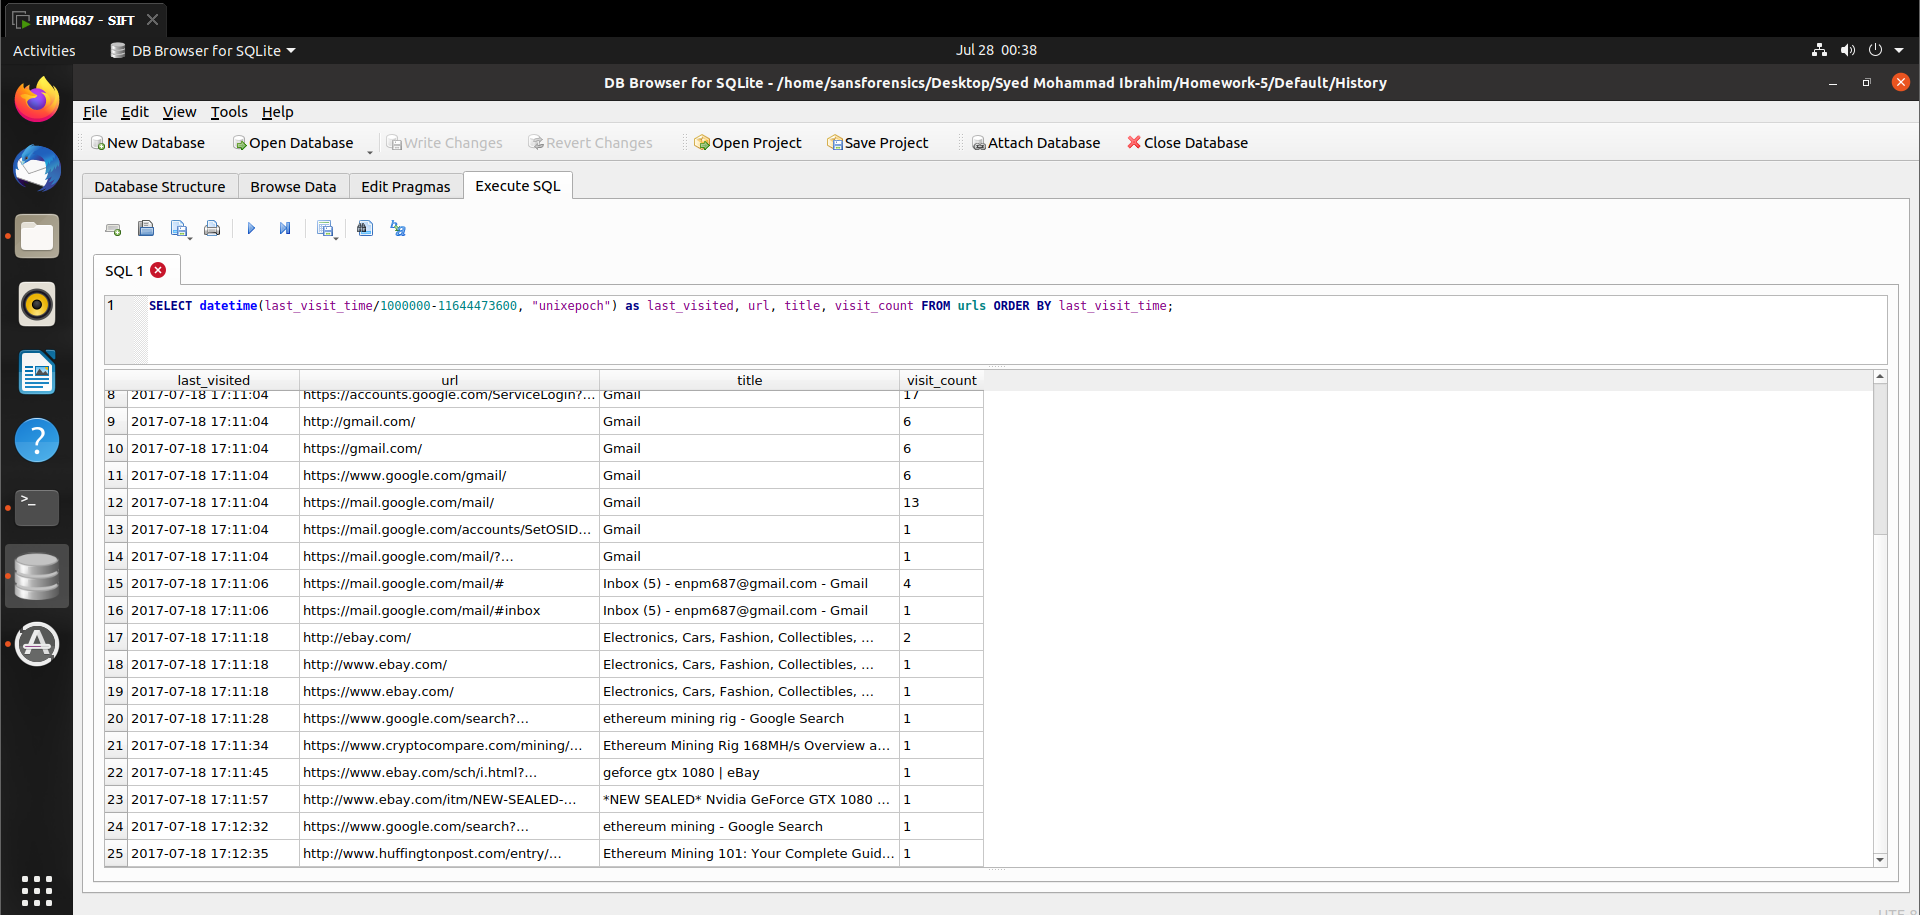 ENPM687 - SIFT
Activities DB Browser for SQLite Jul 28 00:38
DB Browser for SQLite - /home/sansforensics/Desktop/Syed Mohammad Ibrahim/Homework-5/Default/History
File Edit View Tools Help
New Database Open Database Write Changes Revert Changes Open Project Save Project Attach Database Close Database
Database Structure Browse Data Edit Pragmas Execute SQL
SQL 1
1 SELECT datetime(last_visit_time/1000000-11644473600, "unixepoch") as last_visited, url, title, visit_count FROM urls ORDER BY last_visit_time;
last_visited url title visit_count
8 2017-07-18 17:11:04 https://accounts.google.com/ServiceLogin?... Gmail 17
9 2017-07-18 17:11:04 http://gmail.com/ Gmail 6
10 2017-07-18 17:11:04 https://gmail.com/ Gmail 6
11 2017-07-18 17:11:04 https://www.google.com/gmail/ Gmail 6
12 2017-07-18 17:11:04 https://mail.google.com/mail/ Gmail 13
13 2017-07-18 17:11:04 https://mail.google.com/accounts/SetOSID... Gmail 1
14 2017-07-18 17:11:04 https://mail.google.com/mail/?... Gmail 1
15 2017-07-18 17:11:06 https://mail.google.com/mail/# Inbox (5) - enpm687@gmail.com - Gmail 4
16 2017-07-18 17:11:06 https://mail.google.com/mail/#inbox Inbox (5) - enpm687@gmail.com - Gmail 1
17 2017-07-18 17:11:18 http://ebay.com/ Electronics, Cars, Fashion, Collectibles, ... 2
18 2017-07-18 17:11:18 http://www.ebay.com/ Electronics, Cars, Fashion, Collectibles, ... 1
19 2017-07-18 17:11:18 https://www.ebay.com/ Electronics, Cars, Fashion, Collectibles, ... 1
20 2017-07-18 17:11:28 https://www.google.com/search?... ethereum mining rig - Google Search 1
21 2017-07-18 17:11:34 https://www.cryptocompare.com/mining/... Ethereum Mining Rig 168MH/s Overview a... 1
22 2017-07-18 17:11:45 https://www.ebay.com/sch/i.html?... geforce gtx 1080 | eBay 1
23 2017-07-18 17:11:57 http://www.ebay.com/itm/NEW-SEALED-... *NEW SEALED* Nvidia GeForce GTX 1080 ... 1
24 2017-07-18 17:12:32 https://www.google.com/search?... ethereum mining - Google Search 1
25 2017-07-18 17:12:35 http://www.huffingtonpost.com/entry/... Ethereum Mining 101: Your Complete Guid... 1